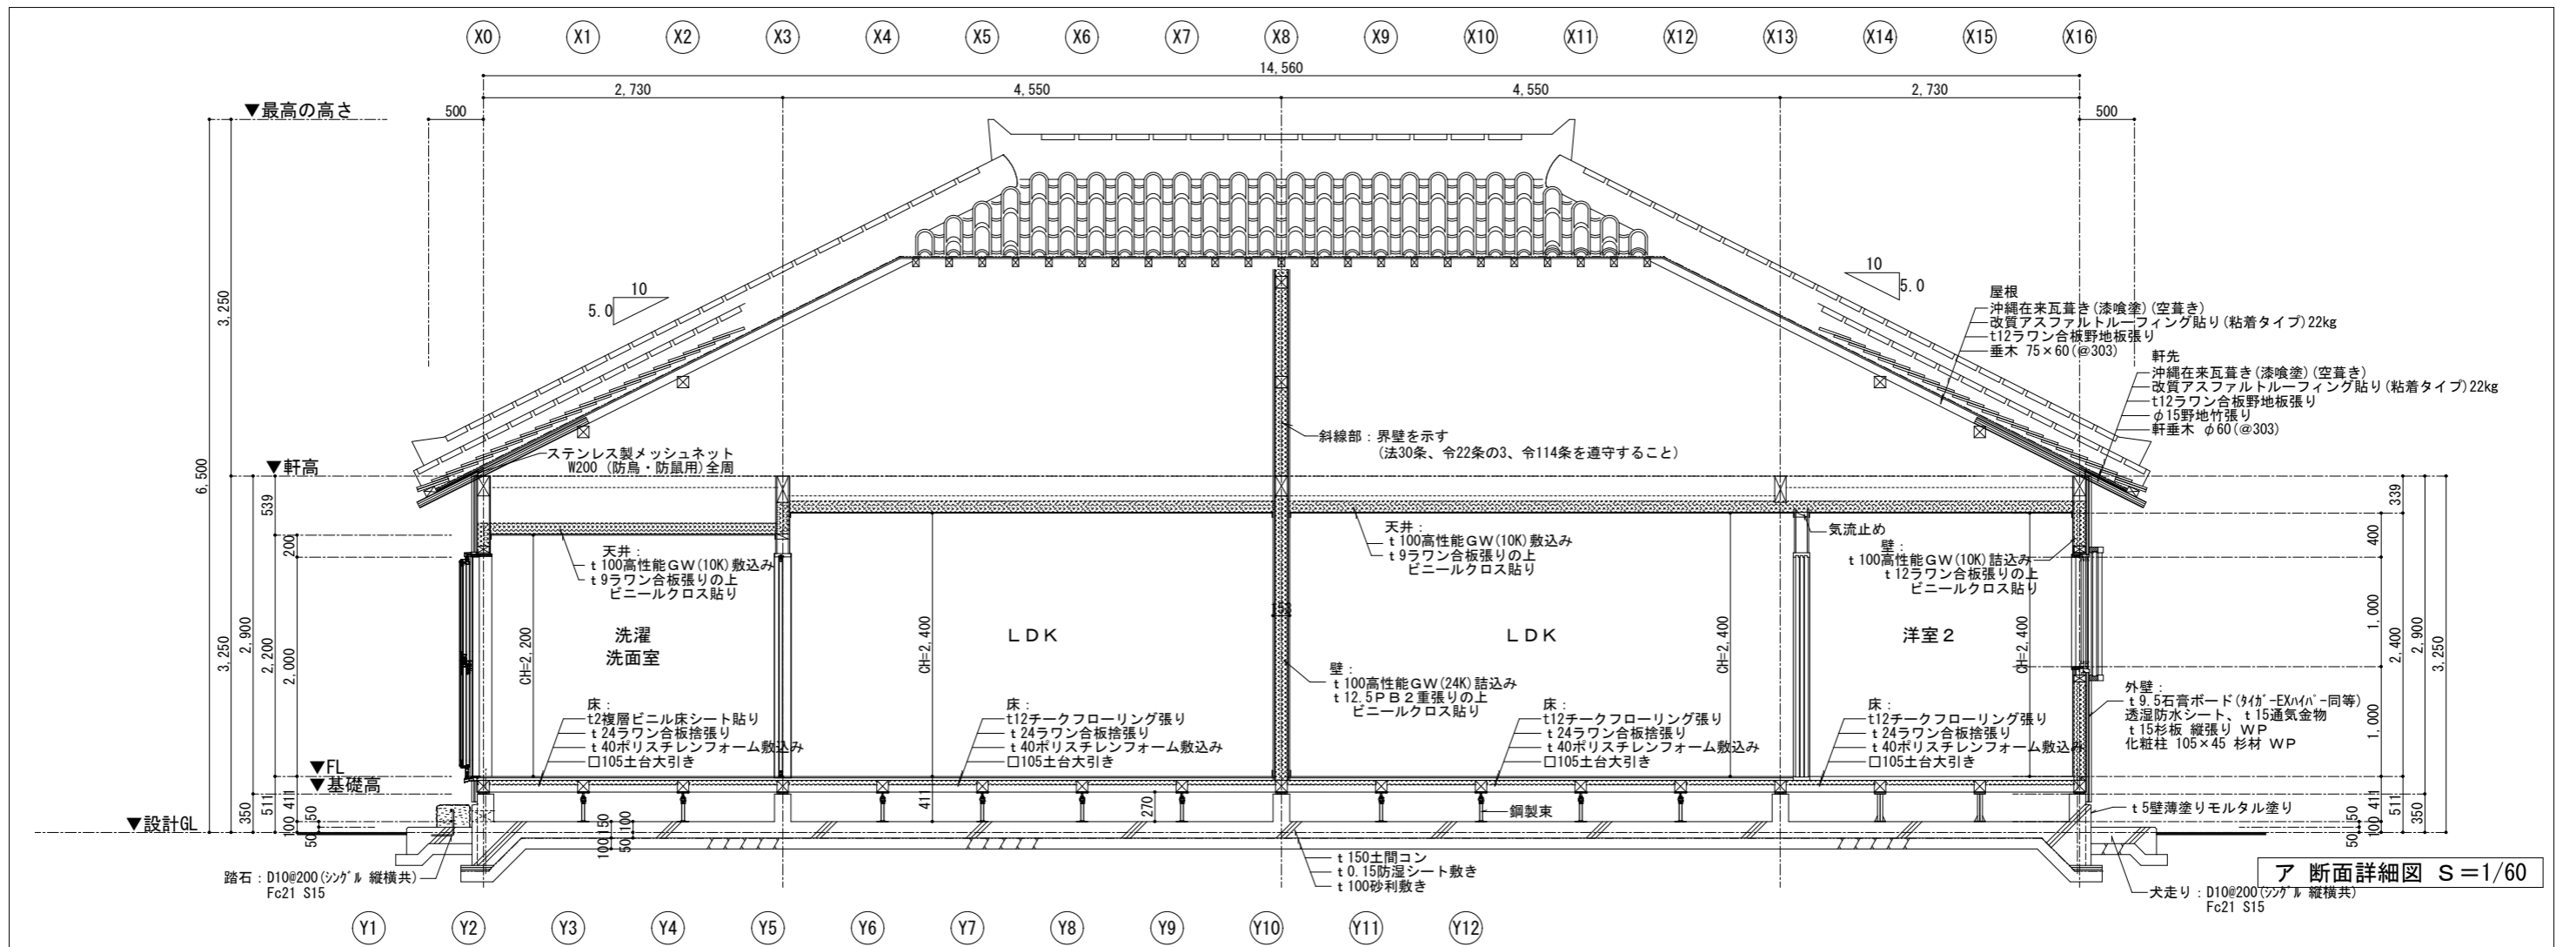 X0 X1 X2 X3 X4 X5 X6 X7 X8 X9 X10 X11 X12 X13 X14 X15 X16
14,560
2,730 4,550 4,550 2,730
500 500
▼最高の高さ
10
5.0
10
5.0
屋根
沖縄在来瓦葺き(漆喰塗)(空葺き)
改質アスファルトルーフィング貼り(粘着タイプ)22kg
t12ラワン合板野地板張り
垂木 75×60(@303)
軒先
沖縄在来瓦葺き(漆喰塗)(空葺き)
改質アスファルトルーフィング貼り(粘着タイプ)22kg
t12ラワン合板野地板張り
φ15野地竹張り
軒垂木 φ60(@303)
斜線部：界壁を示す
(法30条、令22条の3、令114条を遵守すること)
ステンレス製メッシュネット
W200 (防鳥・防鼠用)全周
▼軒高
6,500
3,250
3,250
2,900
350
539
2,200
511
200
2,000
411
100
50
50
天井：
t100高性能GW(10K)敷込み
t9ラワン合板張りの上
ビニールクロス貼り
天井：
t100高性能GW(10K)敷込み
t9ラワン合板張りの上
ビニールクロス貼り
気流止め
壁：
t100高性能GW(10K)詰込み
t12ラワン合板張りの上
ビニールクロス貼り
CH=2,200
洗濯
洗面室
CH=2,400
LDK
LDK
CH=2,400
洋室2
CH=2,400
壁：
t100高性能GW(24K)詰込み
t12.5PB2重張りの上
ビニールクロス貼り
床：
t2複層ビニル床シート貼り
t24ラワン合板捨張り
t40ポリスチレンフォーム敷込み
□105土台大引き
床：
t12チークフローリング張り
t24ラワン合板捨張り
t40ポリスチレンフォーム敷込み
□105土台大引き
床：
t12チークフローリング張り
t24ラワン合板捨張り
t40ポリスチレンフォーム敷込み
□105土台大引き
床：
t12チークフローリング張り
t24ラワン合板捨張り
t40ポリスチレンフォーム敷込み
□105土台大引き
外壁：
t9.5石膏ボード(ﾀｲｶﾞｰEXﾊｲﾊﾟｰ同等)
透湿防水シート、t15通気金物
t15杉板 縦張り WP
化粧柱 105×45 杉材 WP
339
400
1,000
1,000
2,400
2,900
3,250
411
511
350
100
50
50
▼FL
▼基礎高
▼設計GL
411
270
鋼製束
t5壁薄塗りモルタル塗り
100 150
50 100
t150土間コン
t0.15防湿シート敷き
t100砂利敷き
踏石：D10@200(ｼﾝｸﾞﾙ 縦横共)
Fc21 S15
ア 断面詳細図 S=1/60
犬走り：D10@200(ｼﾝｸﾞﾙ 縦横共)
Fc21 S15
Y1 Y2 Y3 Y4 Y5 Y6 Y7 Y8 Y9 Y10 Y11 Y12